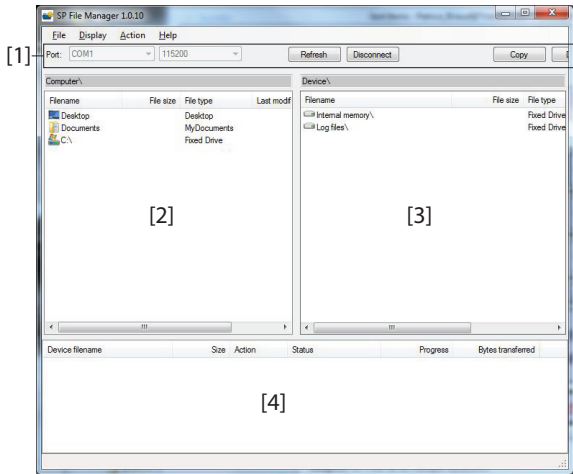 SP File Manager 1.0.10
File Display Action Help
[1] Port: COM1 115200 Refresh Disconnect Copy
Computer\ Device\
Filename File size File type Last modif Filename File size File type
Desktop Desktop Internal memory\ Fixed Drive
Documents MyDocuments Log files\ Fixed Drive
C:\ Fixed Drive
[2] [3]
Device filename Size Action Status Progress Bytes transferred
[4]